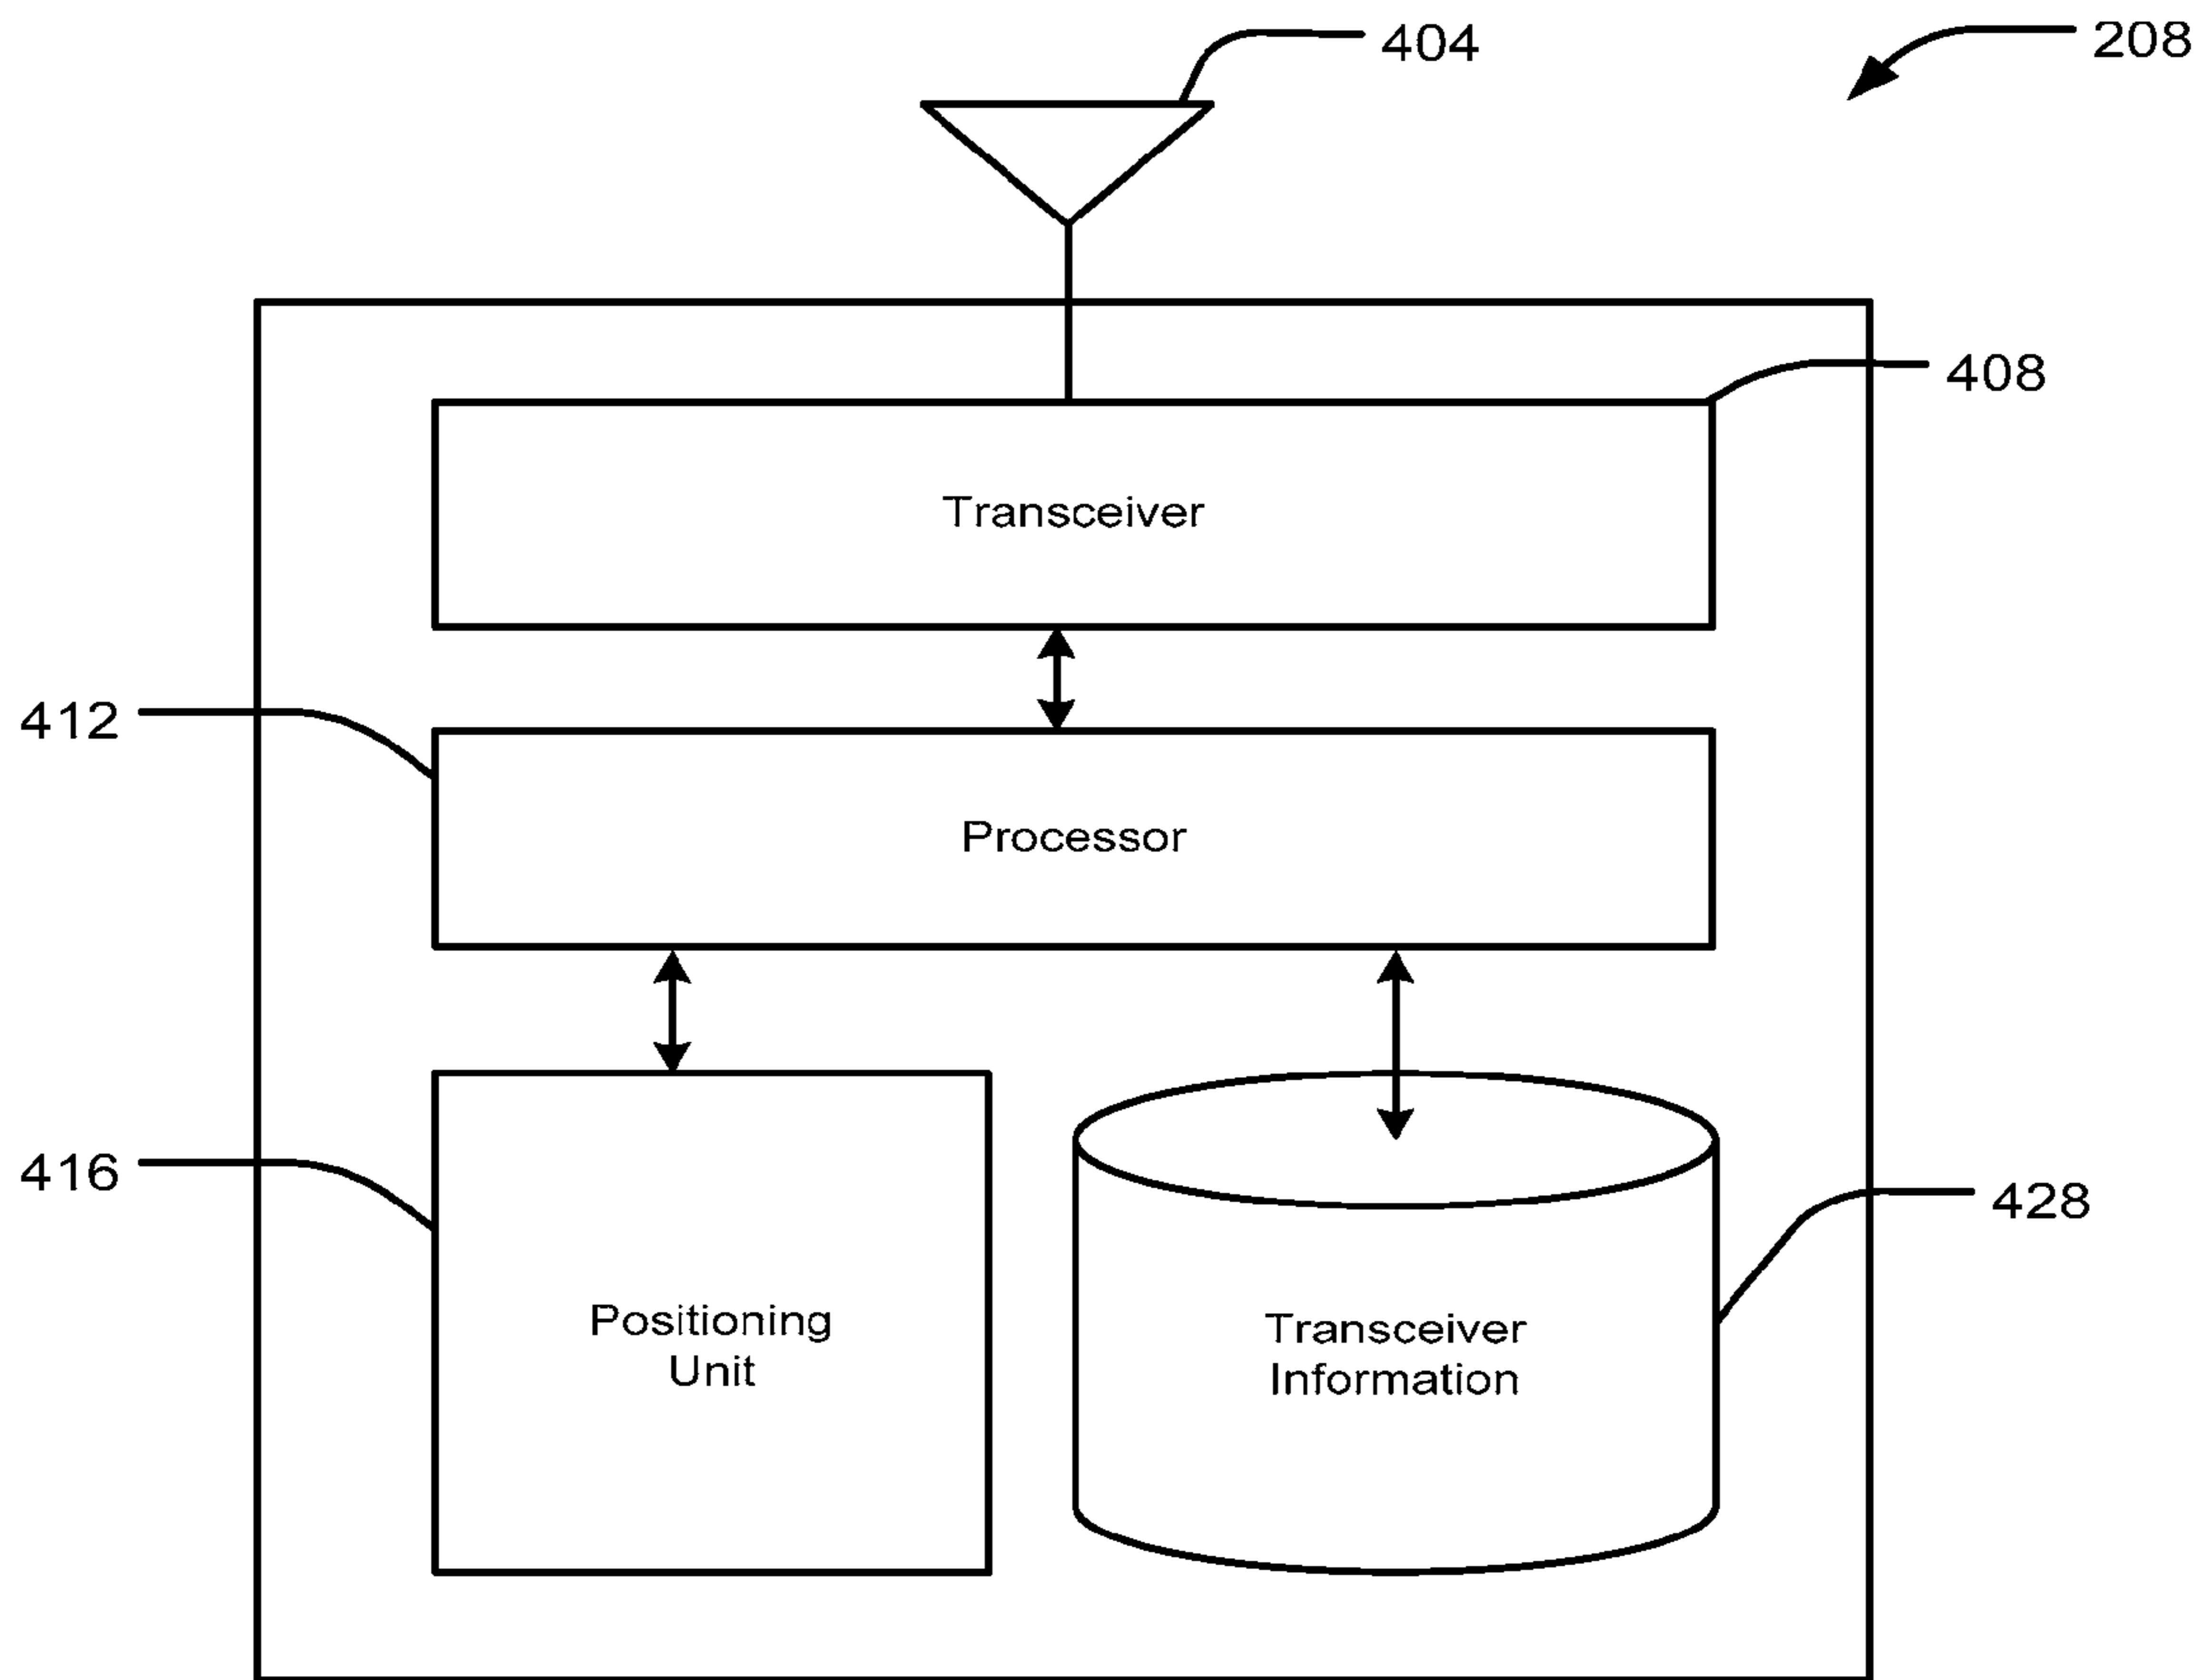 404
208
408
Transceiver
412
Processor
416
428
Positioning
Unit
Transceiver
Information